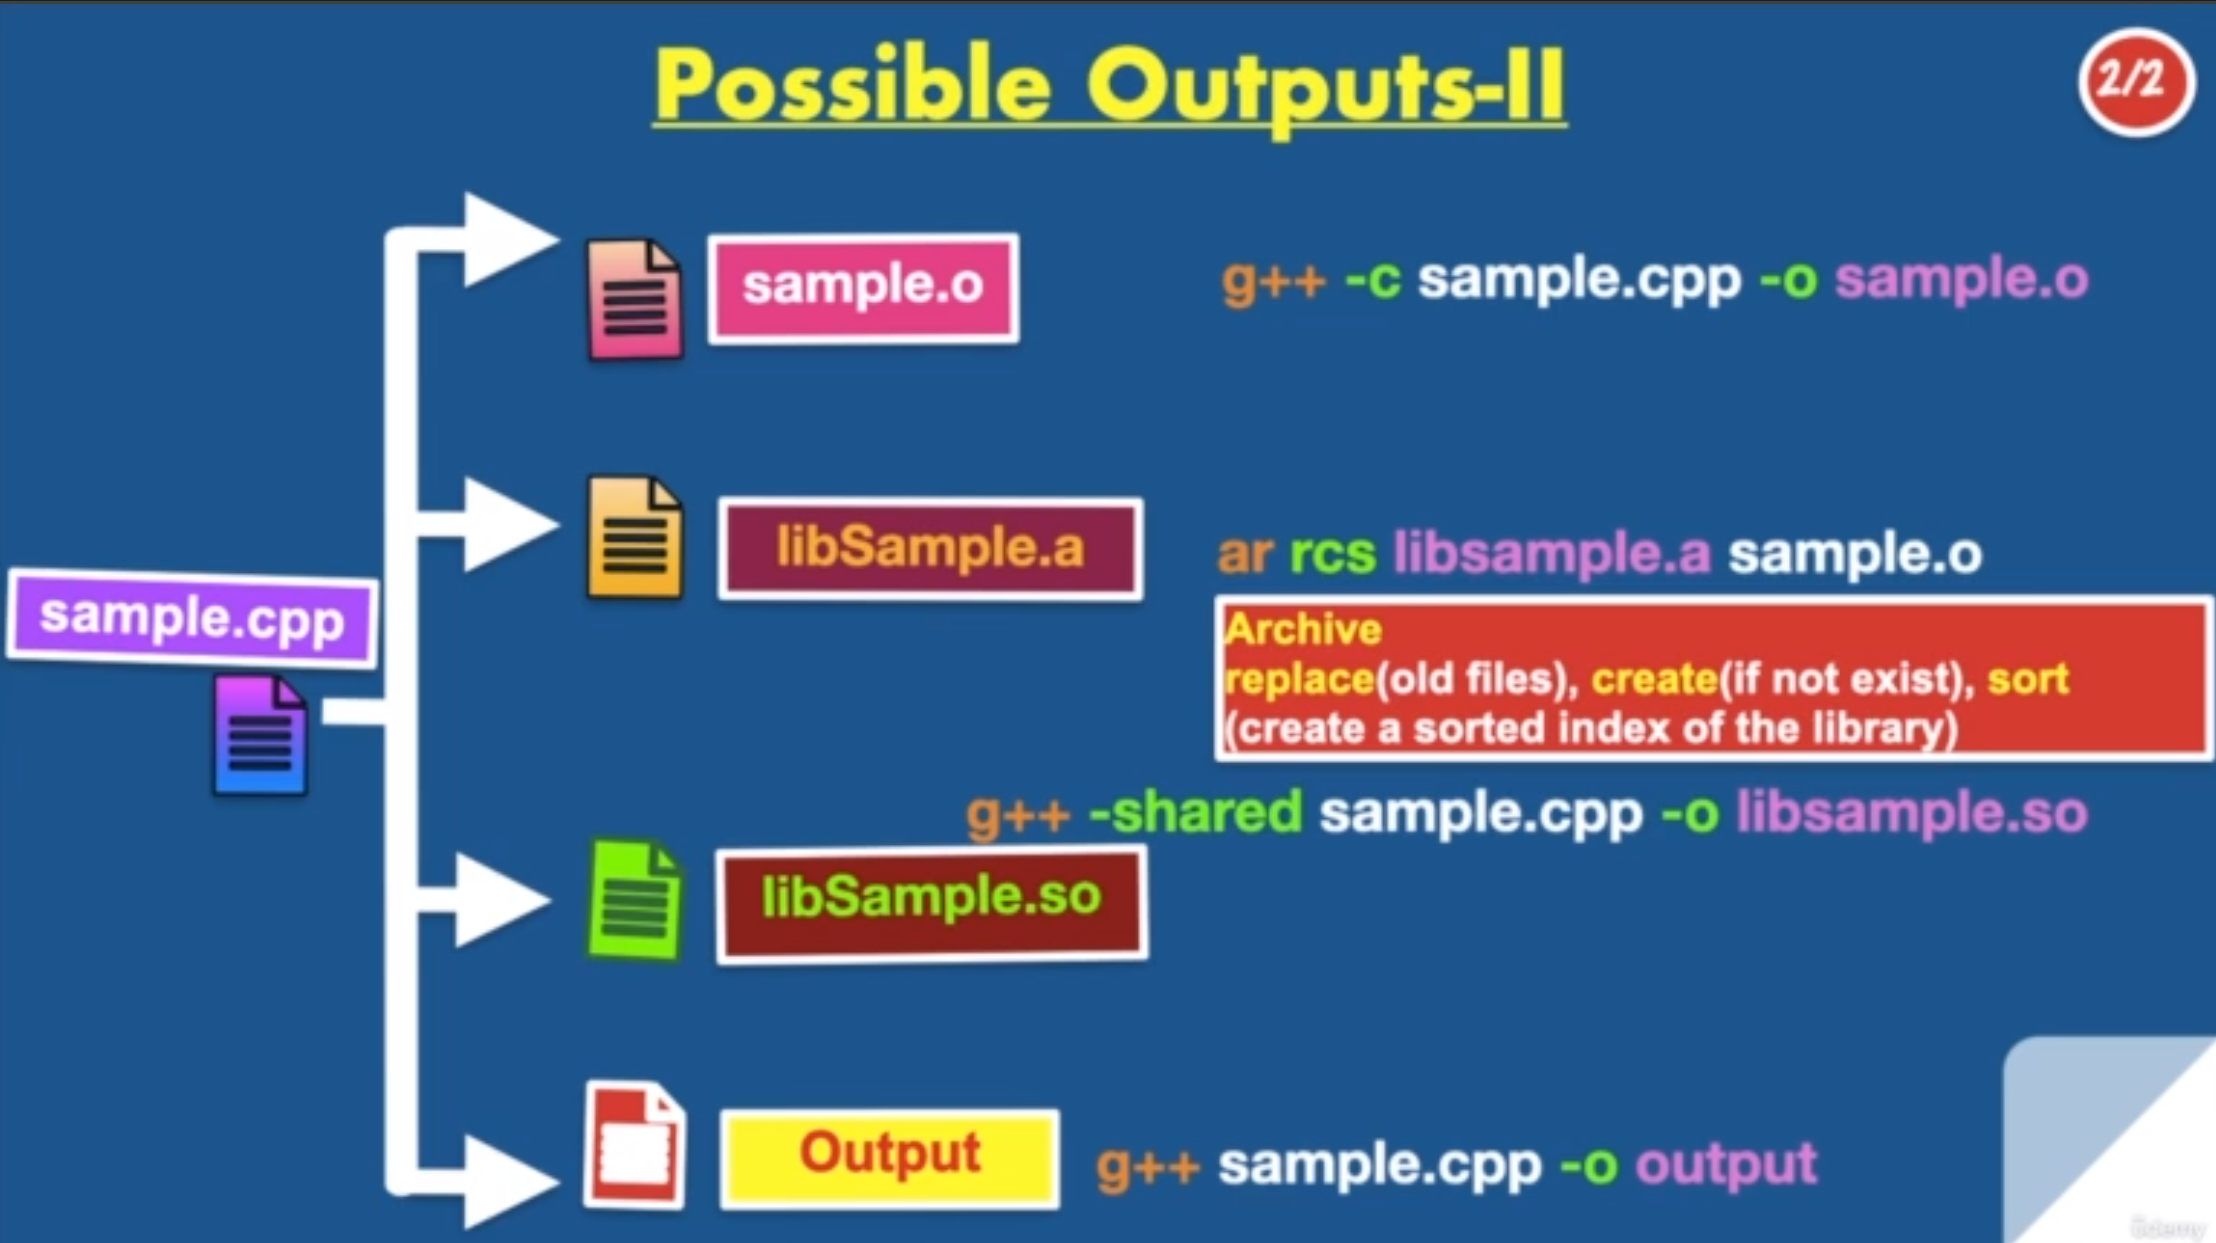 Possible Outputs-II
2/2
sample.o
g++ -c sample.cpp -o sample.o
libSample.a
ar rcs libsample.a sample.o
sample.cpp
Archive
replace(old files), create(if not exist), sort
(create a sorted index of the library)
g++ -shared sample.cpp -o libsample.so
libSample.so
Output
g++ sample.cpp -o output
udemy